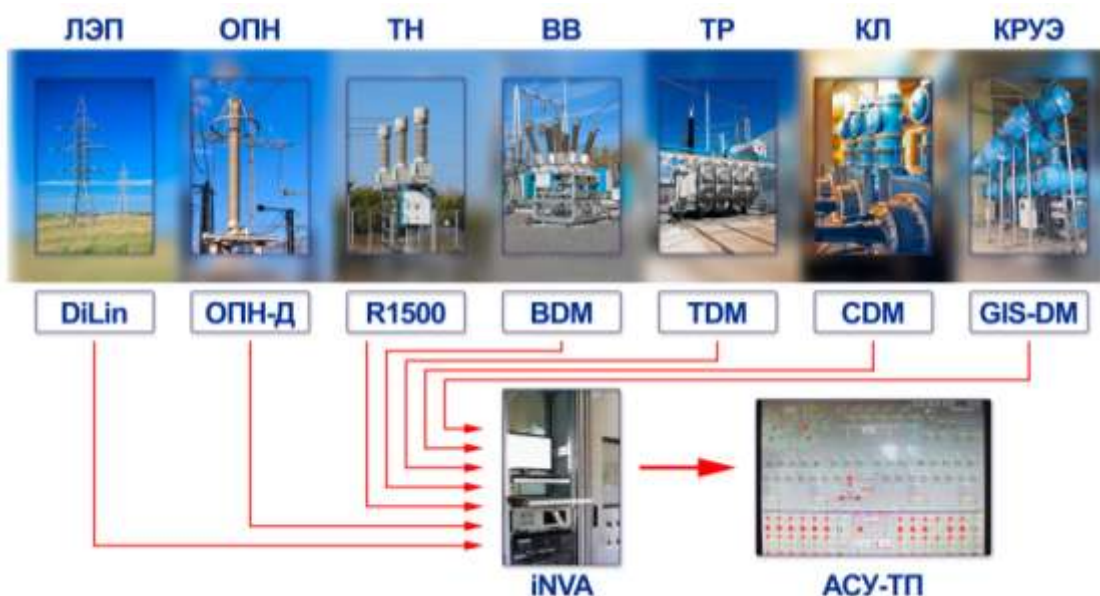 ЛЭП ОПН ТН ВВ ТР КЛ КРУЭ
DiLin ОПН-Д R1500 BDM TDM CDM GIS-DM
iNVA АСУ-ТП